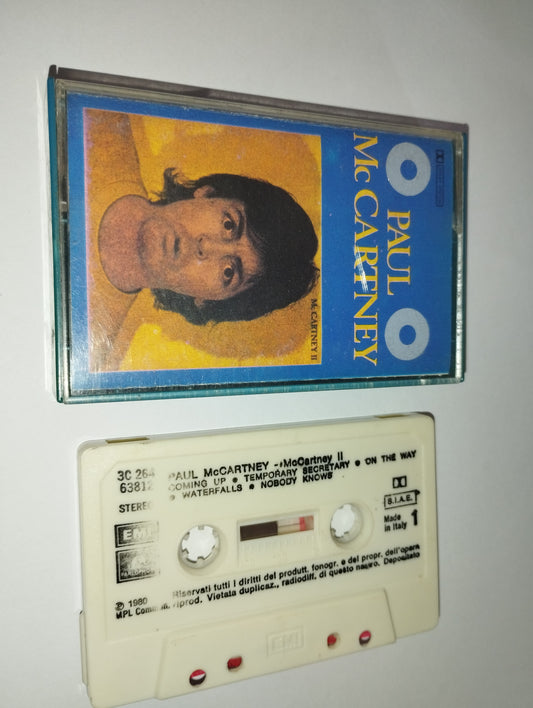 PAUL
McCARTNEY
McCARTNEY II
3C 264
63812
STEREO
EMI
PAUL McCARTNEY - McCartney II
COMING UP • TEMPORARY SECRETARY • ON THE WAY
• WATERFALLS • NOBODY KNOWS
S.I.A.E.
Made
in Italy
1
℗ 1980
MPL Commun.
Riservati tutti i diritti del produtt. fonogr. e del propr. dell'opera
riprod. Vietata duplicaz., radiodiff. di questo nastro. Depositato
EMI